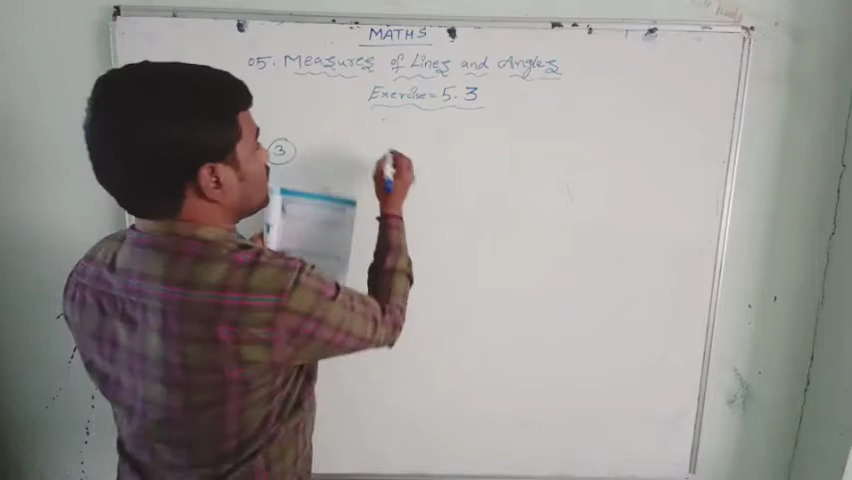 MATHS
05. Measures of Lines and Angles
Exercise = 5.3
3